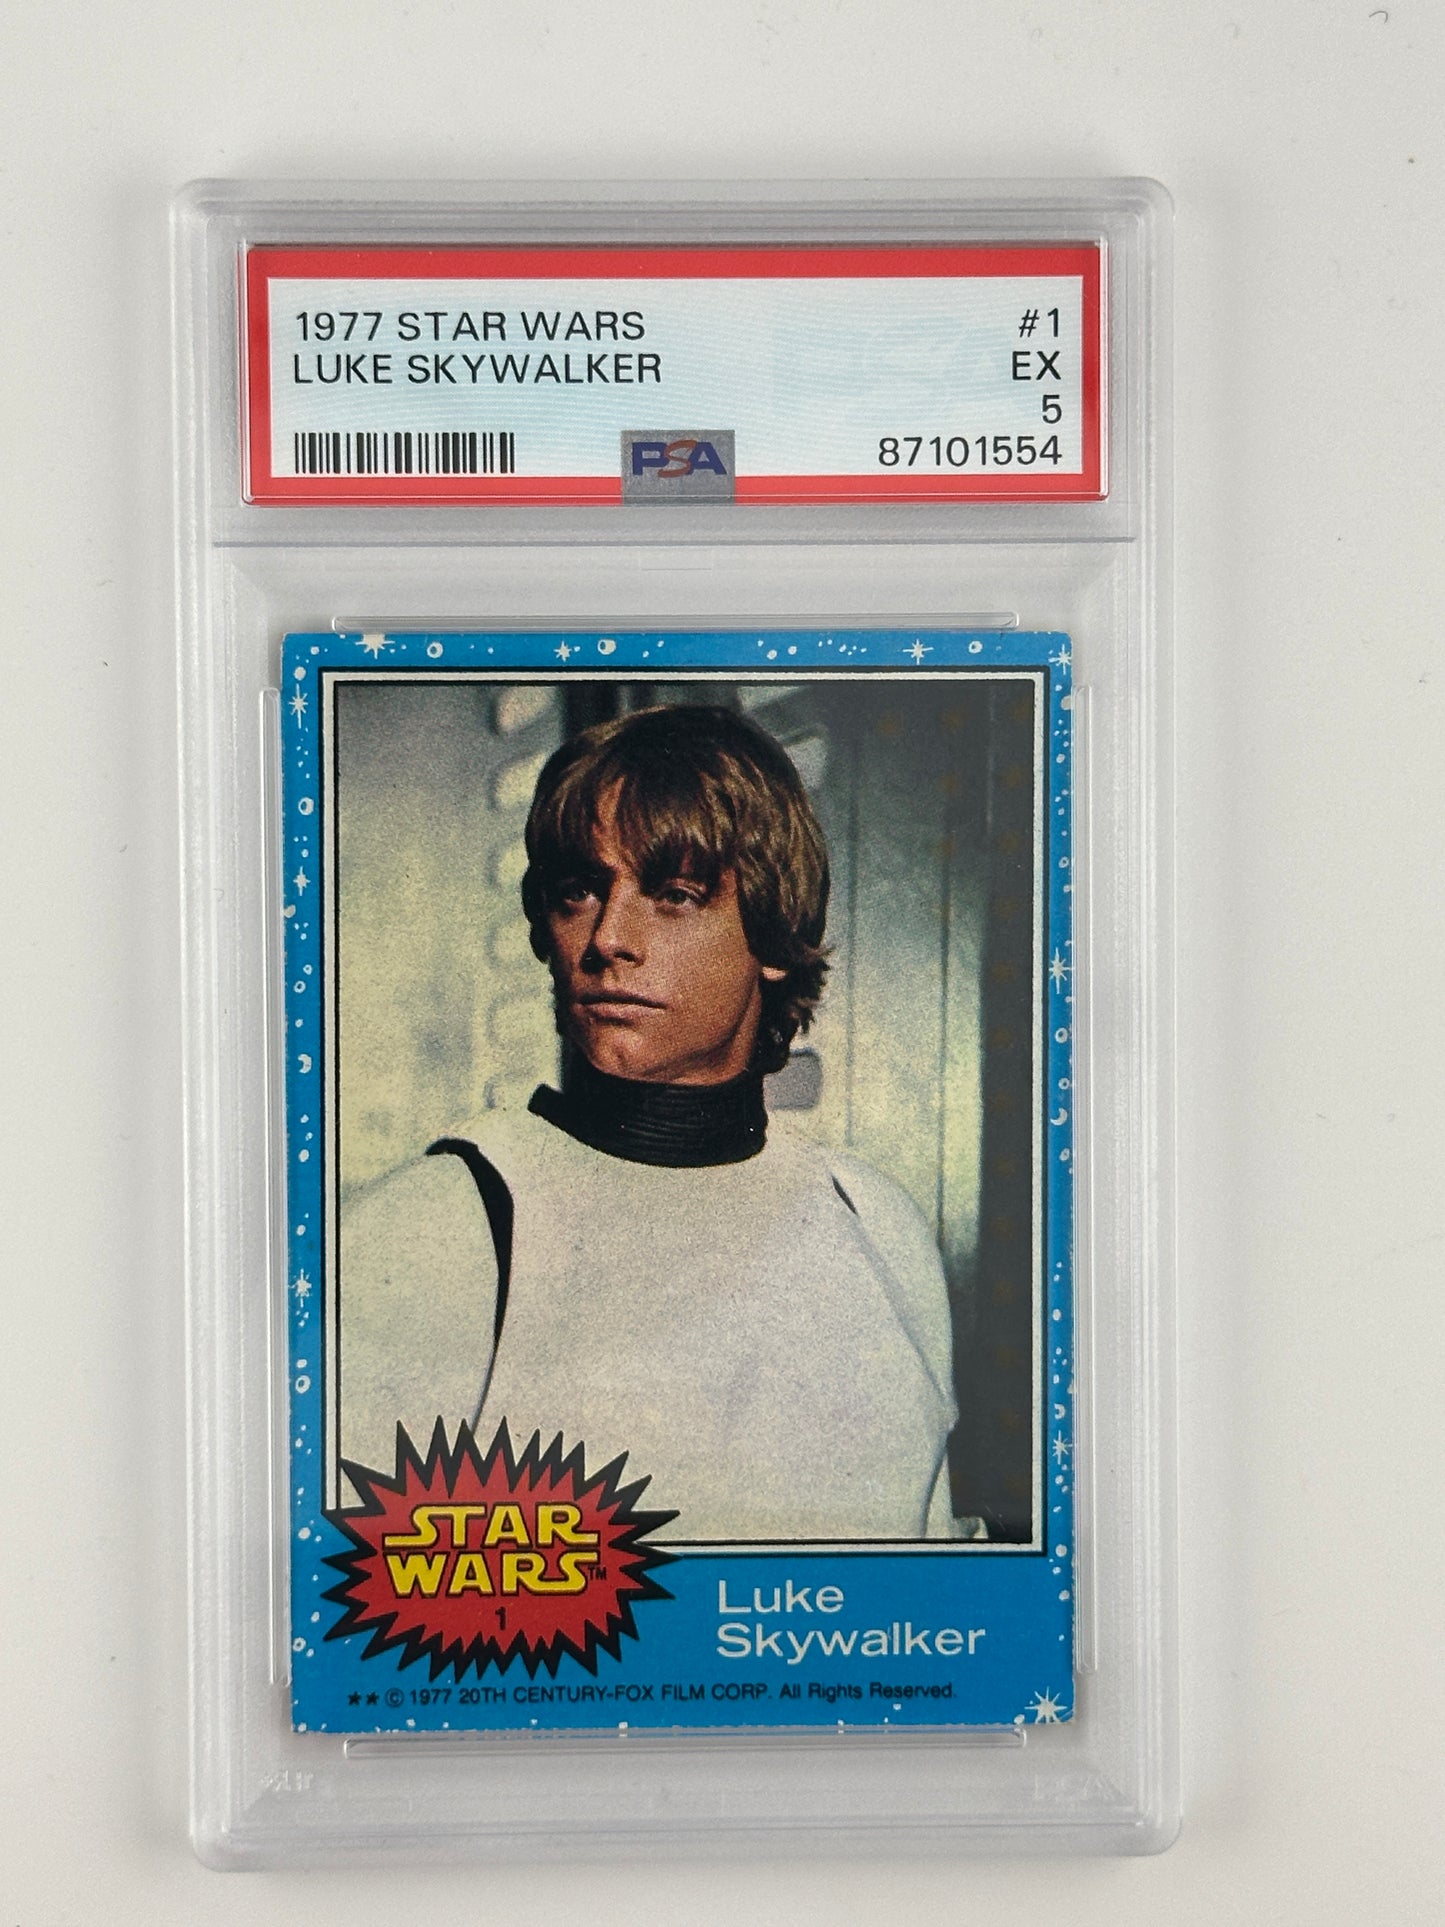 1977 STAR WARS #1
LUKE SKYWALKER EX
5
PSA 87101554
STAR
WARS™
1
Luke
Skywalker
★★ © 1977 20TH CENTURY-FOX FILM CORP. All Rights Reserved.